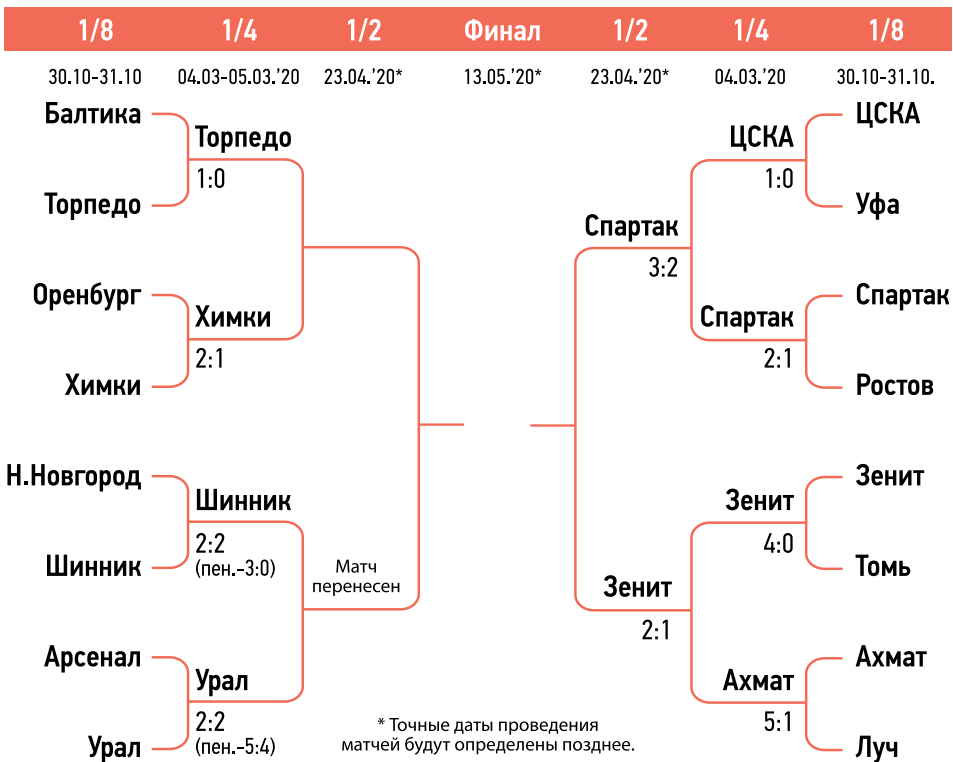 1/8 1/4 1/2 Финал 1/2 1/4 1/8
30.10-31.10 04.03-05.03.'20 23.04.'20* 13.05.'20* 23.04.'20* 04.03.'20 30.10-31.10.
Балтика ЦСКА
Торпедо ЦСКА
1:0 1:0
Торпедо Уфа
Спартак
3:2
Оренбург Спартак
Химки Спартак
2:1 2:1
Химки Ростов
Н.Новгород Зенит
Шинник Зенит
2:2 4:0
(пен.-3:0)
Шинник Томь
Матч
перенесен
Зенит
2:1
Арсенал Ахмат
Урал Ахмат
2:2 5:1
(пен.-5:4)
Урал Луч
* Точные даты проведения
матчей будут определены позднее.